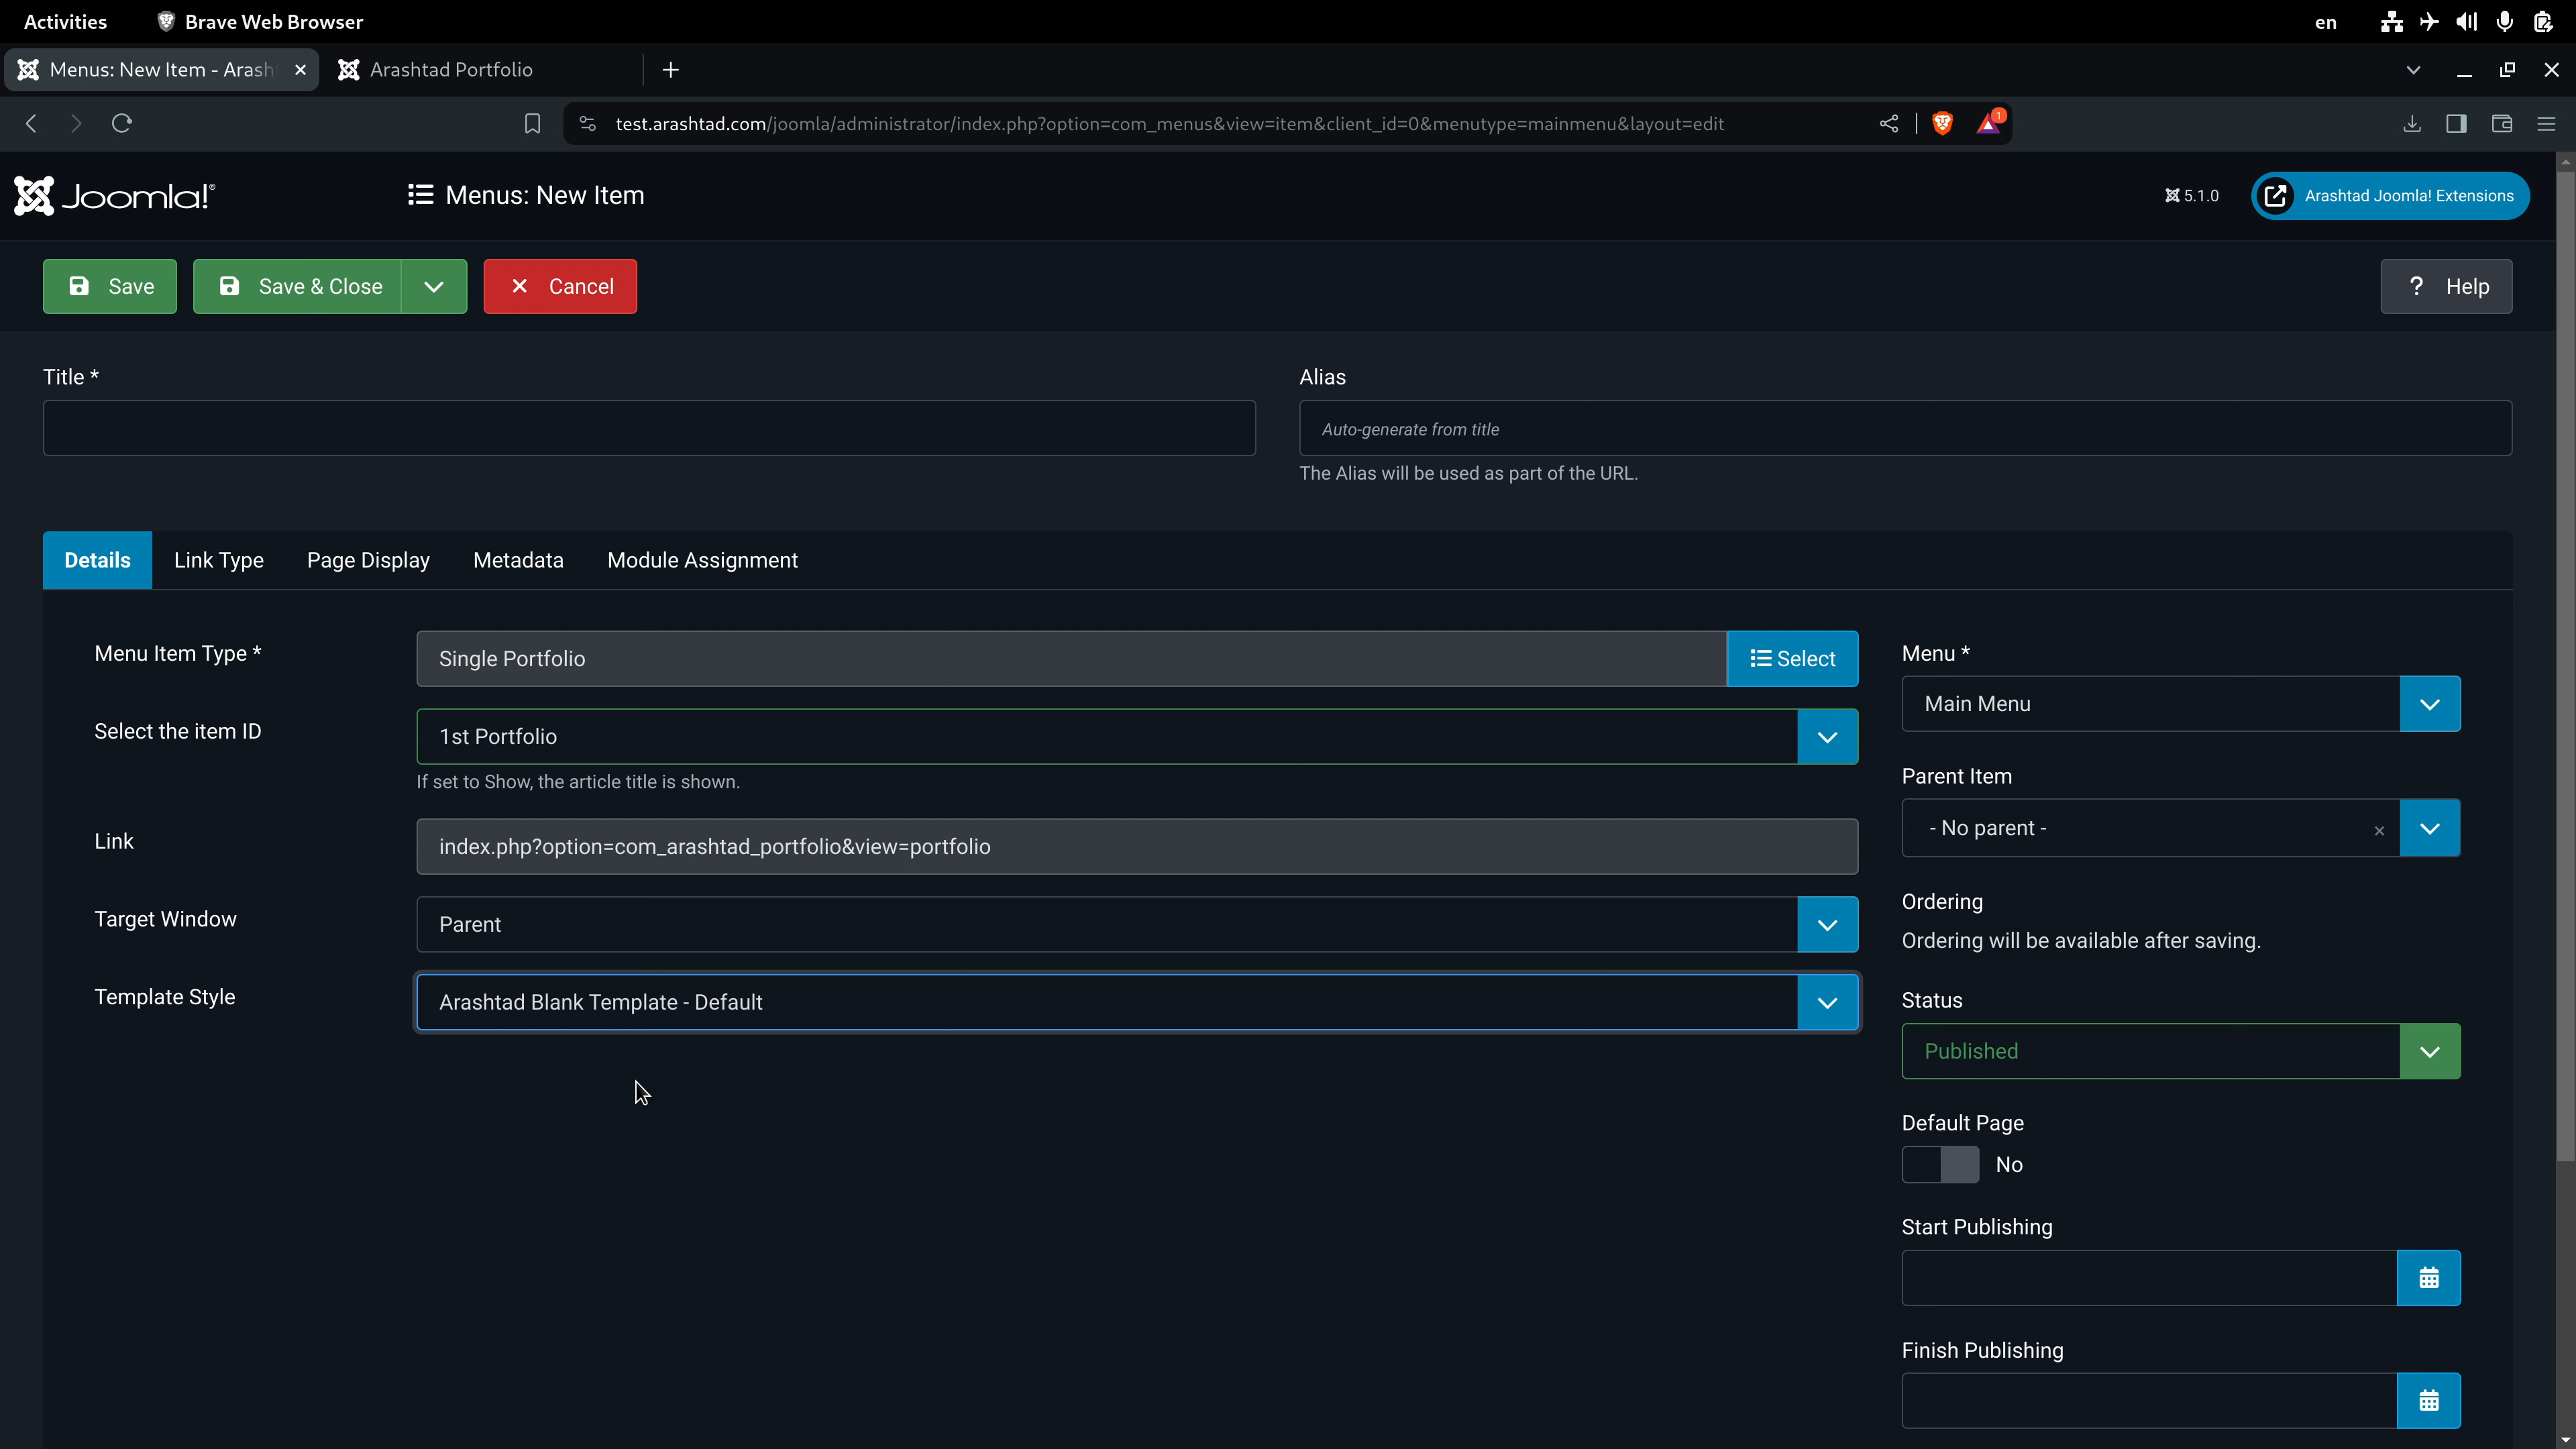 Activities Brave Web Browser en
Menus: New Item - Arash Arashtad Portfolio
test.arashtad.com/joomla/administrator/index.php?option=com_menus&view=item&client_id=0&menutype=mainmenu&layout=edit 1
Joomla!® Menus: New Item 5.1.0 Arashtad Joomla! Extensions
Save Save & Close Cancel ? Help
Title * Alias
Auto-generate from title
The Alias will be used as part of the URL.
Details Link Type Page Display Metadata Module Assignment
Menu Item Type * Single Portfolio Select
Select the item ID 1st Portfolio
If set to Show, the article title is shown.
Link index.php?option=com_arashtad_portfolio&view=portfolio
Target Window Parent
Template Style Arashtad Blank Template - Default
Menu *
Main Menu
Parent Item
- No parent - ×
Ordering
Ordering will be available after saving.
Status
Published
Default Page
No
Start Publishing
Finish Publishing